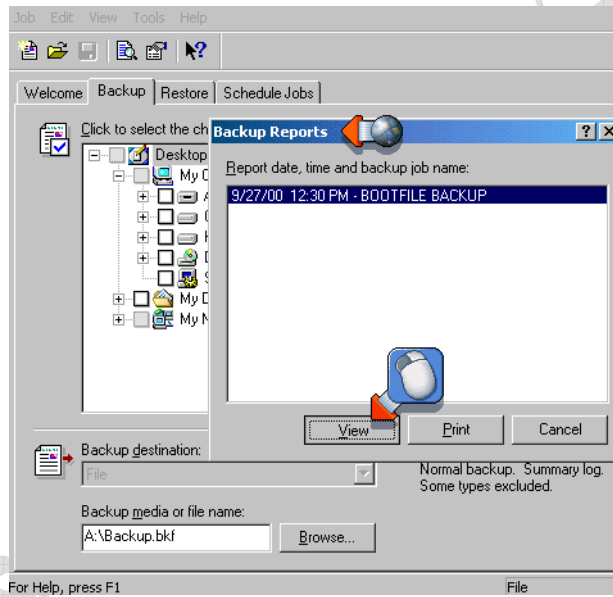 Job Edit View Tools Help
Welcome Backup Restore Schedule Jobs
Click to select the ch
Backup Reports
Desktop
My C
My D
My N
Report date, time and backup job name:
9/27/00 12:30 PM - BOOTFILE BACKUP
View Print Cancel
Backup destination:
File
Normal backup. Summary log.
Some types excluded.
Backup media or file name:
A:\Backup.bkf
Browse...
For Help, press F1
File